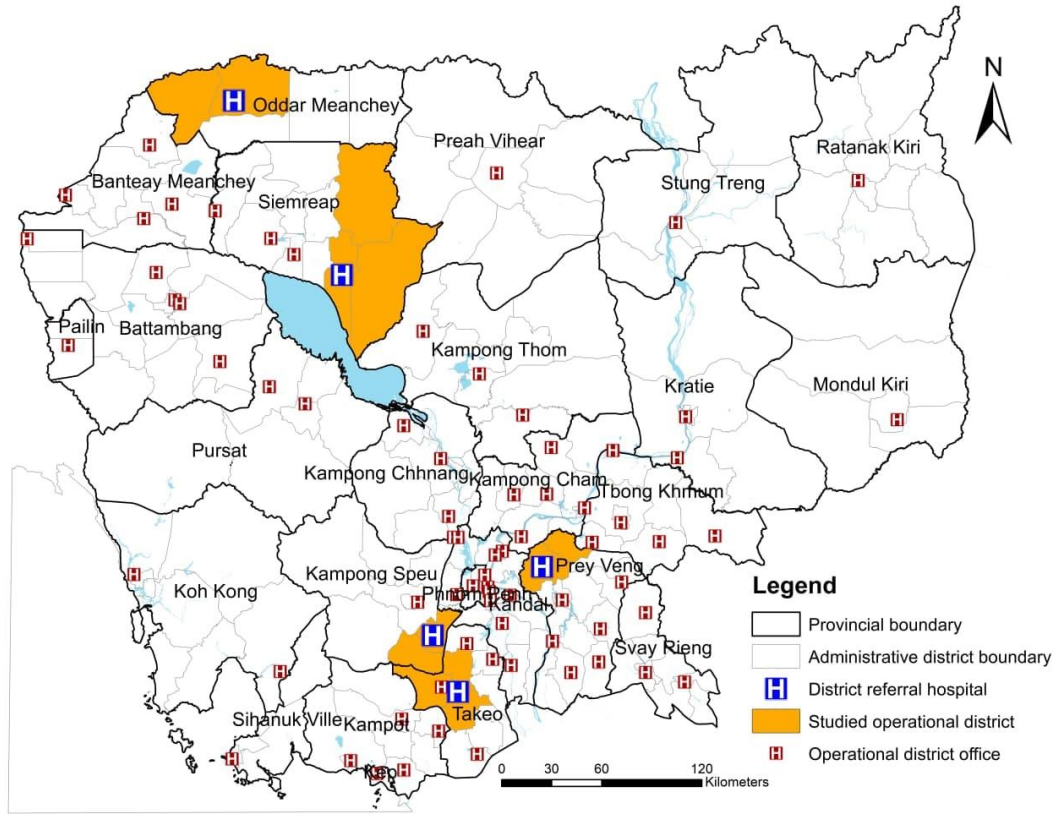 N
H
Oddar Meanchey
Preah Vihear
Ratanak Kiri
Banteay Meanchey
Stung Treng
Siemreap
H
Pailin
Battambang
Kampong Thom
Kratie
Mondul Kiri
Pursat
Kampong Chhnang
Kampong Cham
Tbong Khmum
H
Prey Veng
Kampong Speu
Koh Kong
Phnom Penh
Kandal
Legend
Provincial boundary
H
Svay Rieng
Administrative district boundary
H
H District referral hospital
Sihanuk Ville
Kampot
Takeo
Studied operational district
H Operational district office
Kep
0 30 60 120
Kilometers